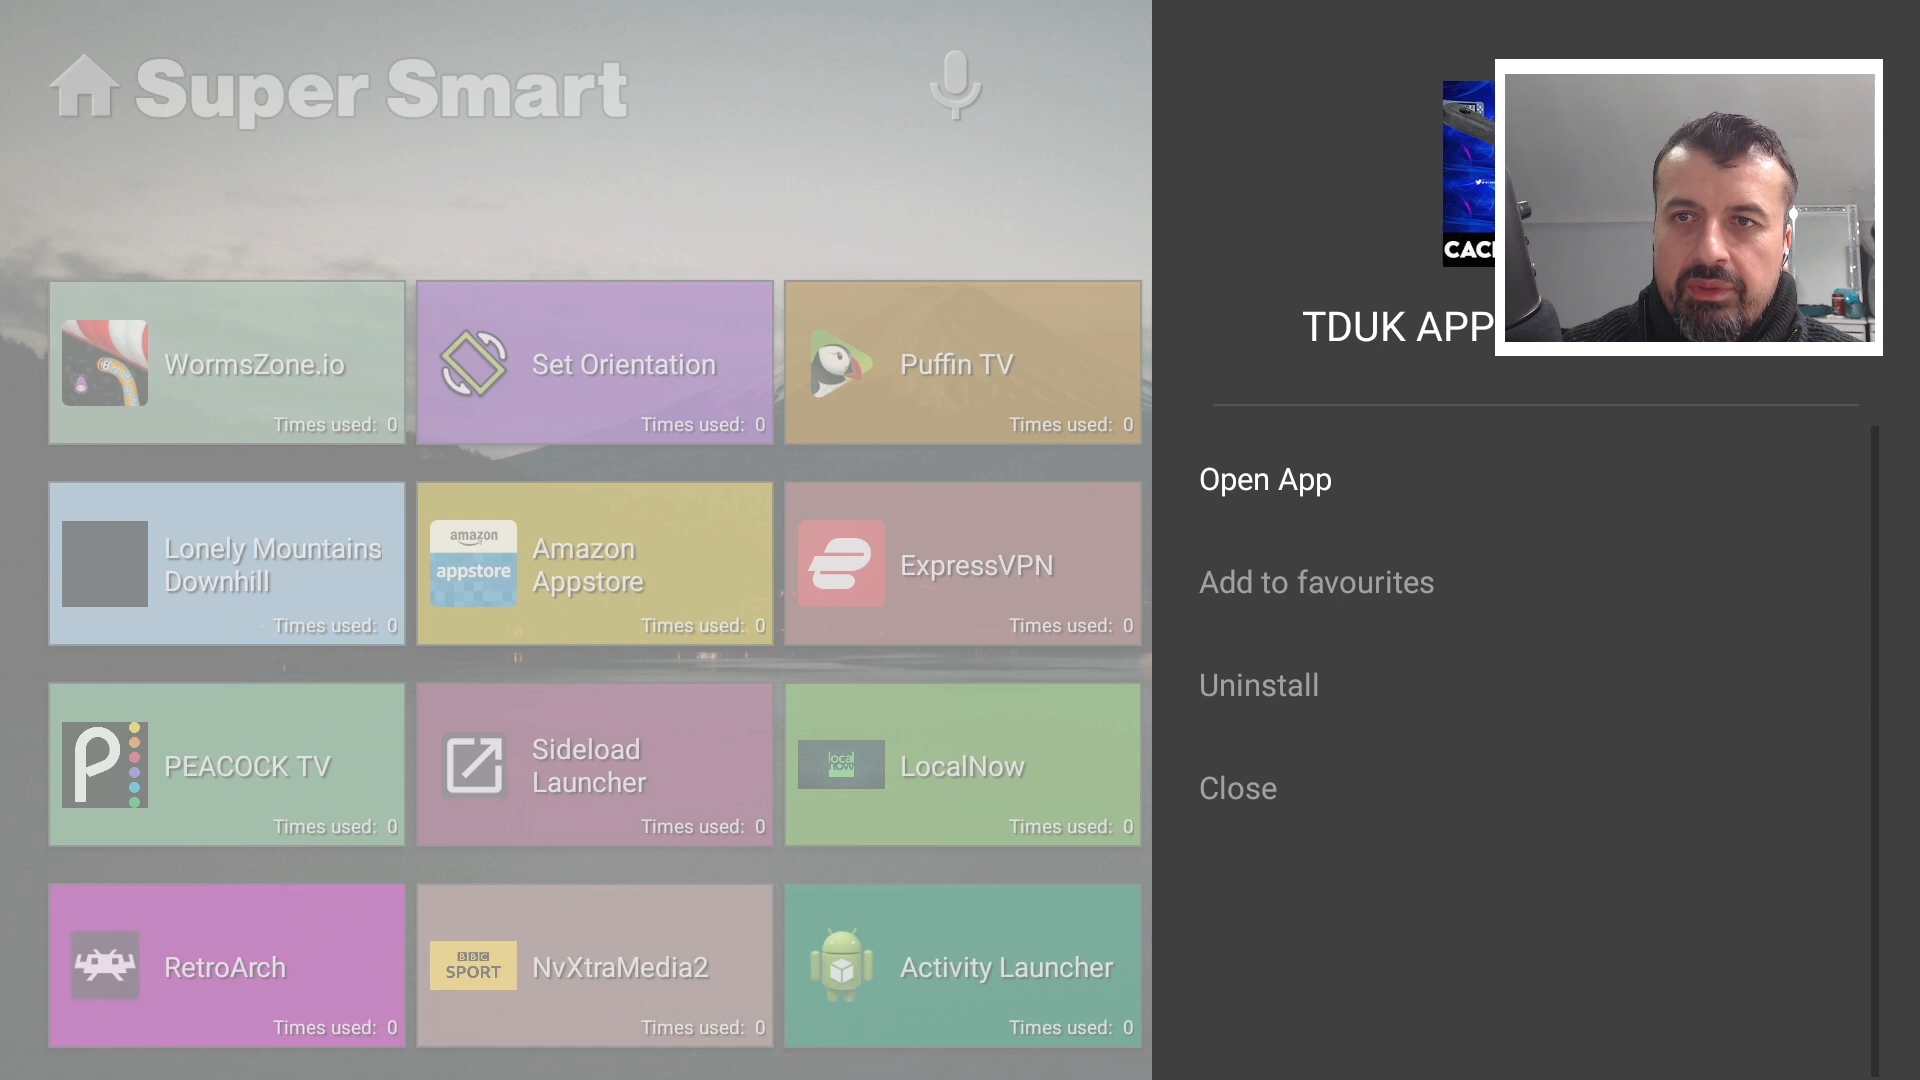 Super Smart
WormsZone.io
Times used: 0
Set Orientation
Times used: 0
Puffin TV
Times used: 0
Lonely Mountains
Downhill
Times used: 0
amazon
appstore
Amazon
Appstore
Times used: 0
ExpressVPN
Times used: 0
PEACOCK TV
Times used: 0
Sideload
Launcher
Times used: 0
local
now
LocalNow
Times used: 0
RetroArch
Times used: 0
BBC
SPORT
NvXtraMedia2
Times used: 0
Activity Launcher
Times used: 0
TDUK APP
Open App
Add to favourites
Uninstall
Close